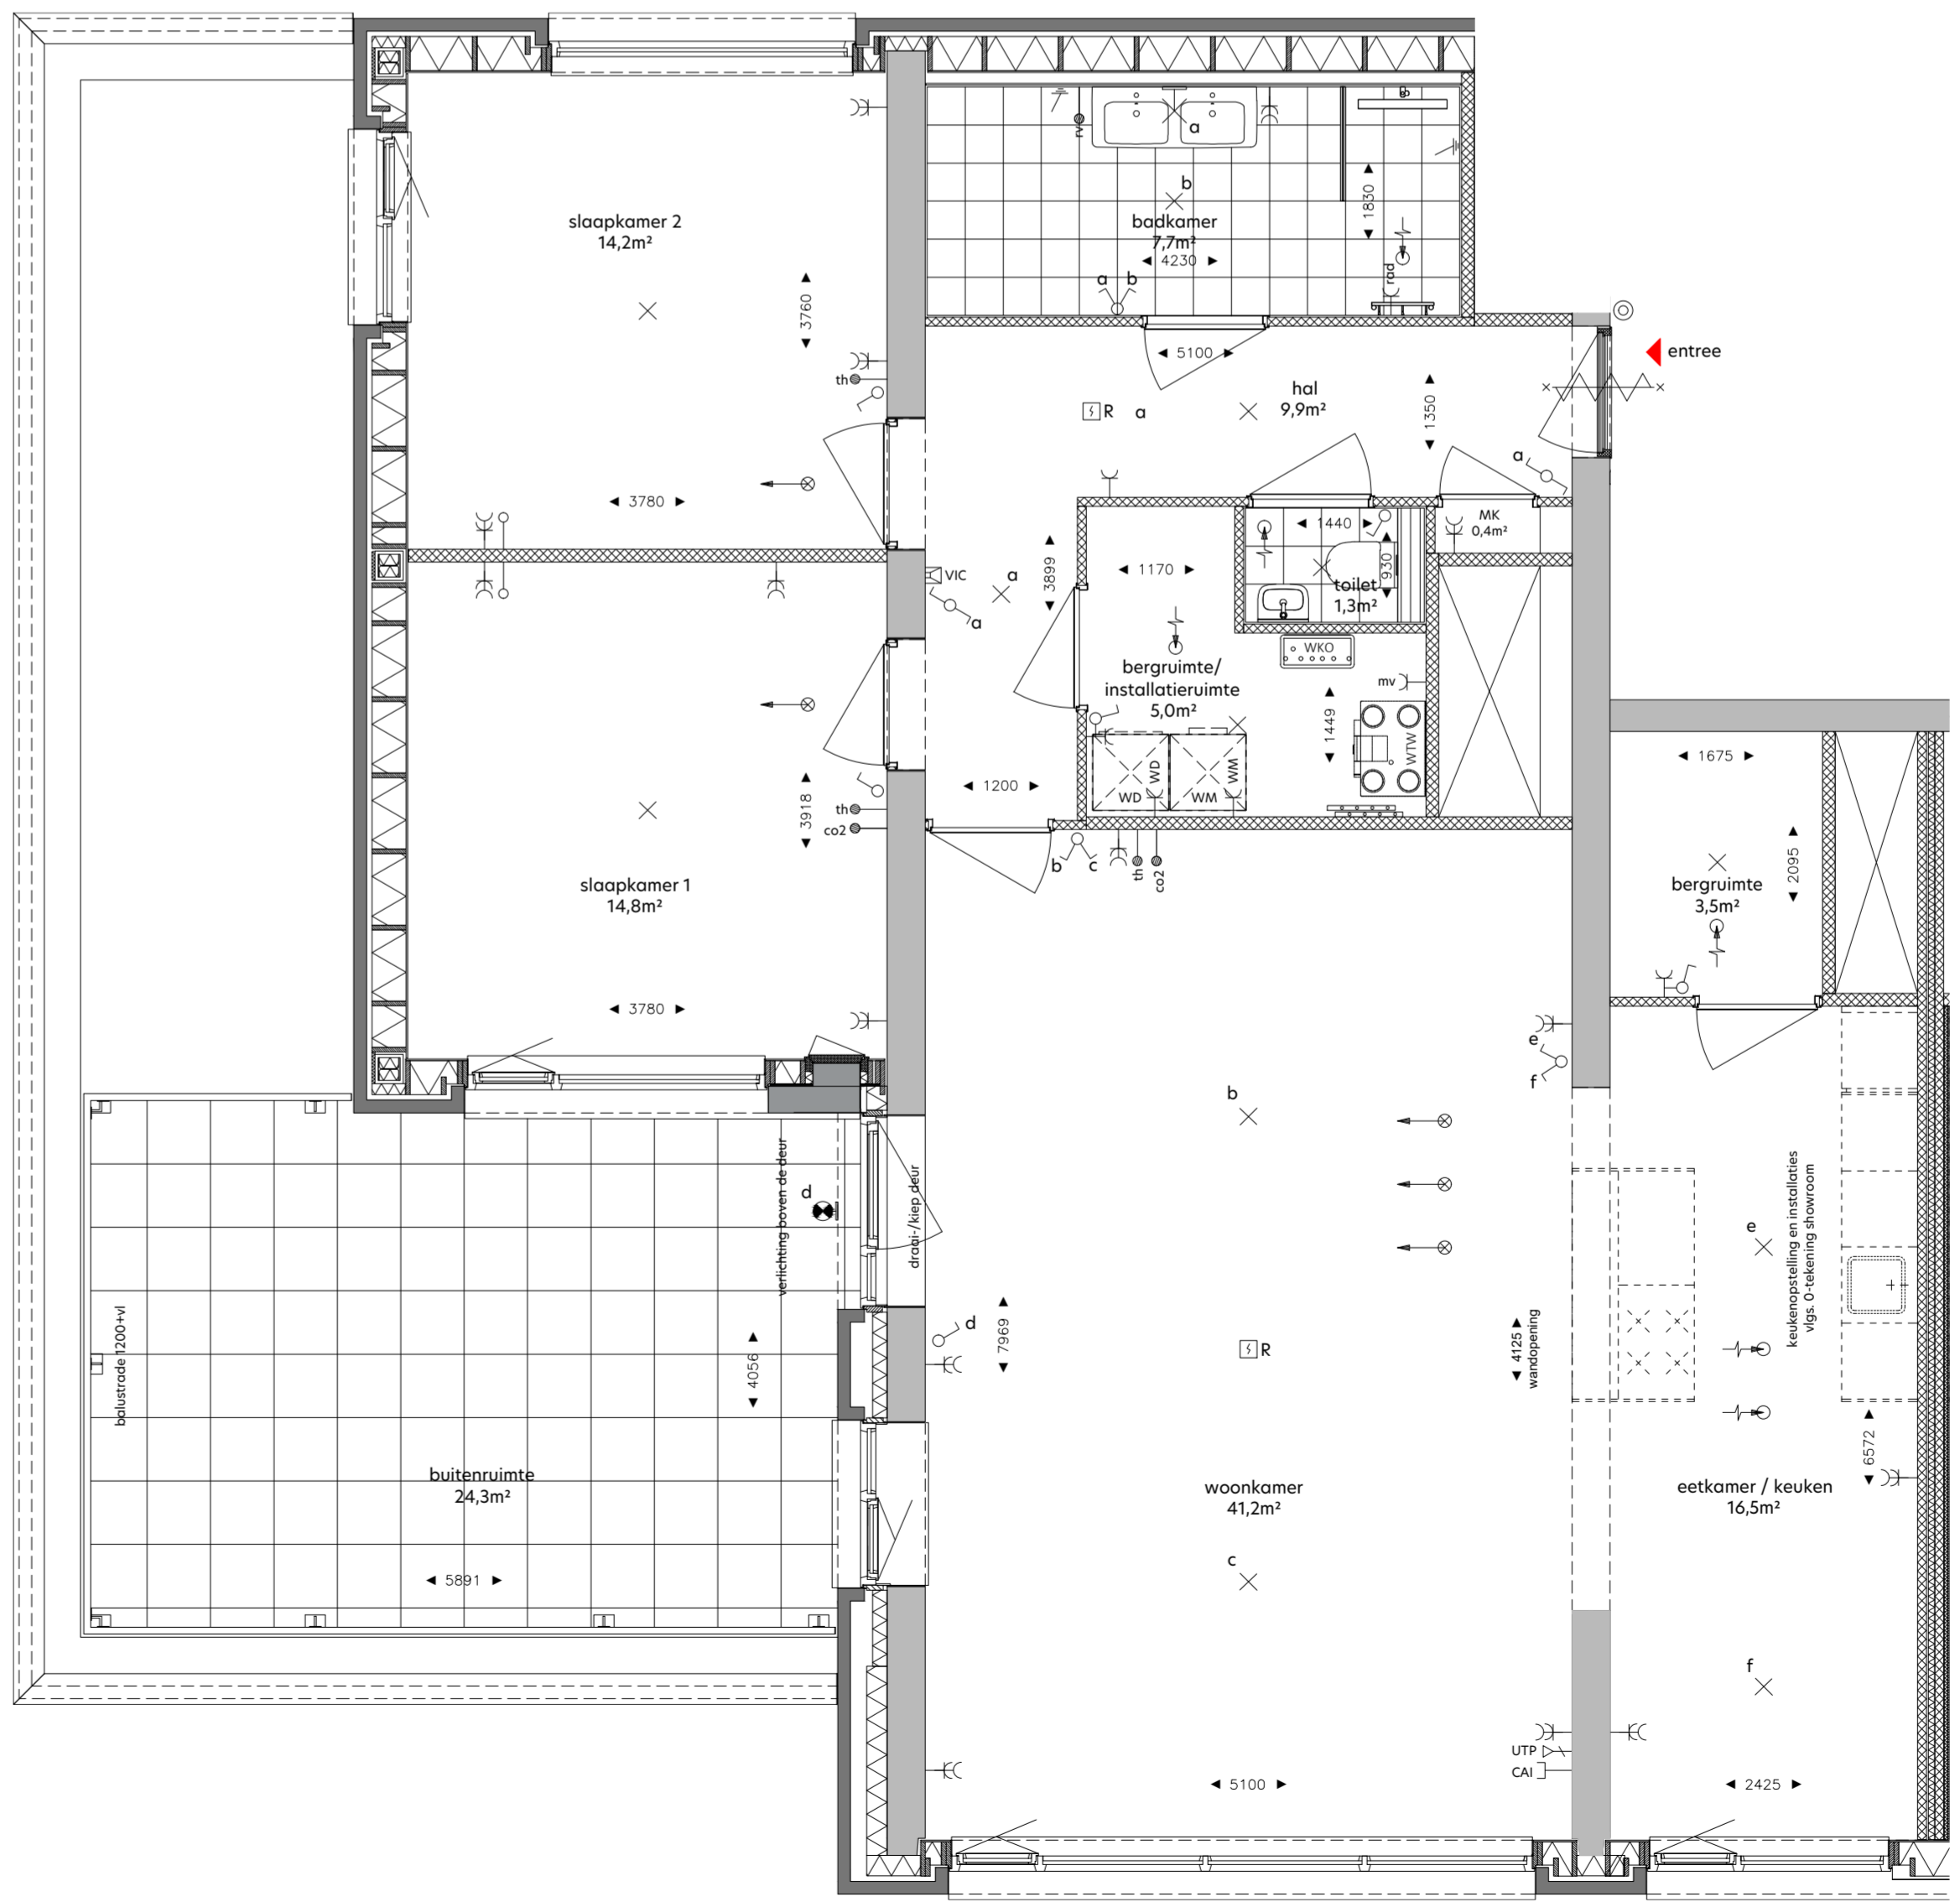 slaapkamer 2
14,2m²
3760
th
3780
a
rv
b
badkamer
7,7m²
4230
1830
a b
rad
5100
hal
9,9m²
R a
1350
entree
a
MK
0,4m²
1440
930
toilet
1,3m²
VIC
a
a
3899
1170
bergruimte/
installatieruimte
5,0m²
WKO
mv
1449
WTW
WD
WD
WM
WM
1200
th
co2
3918
slaapkamer 1
14,8m²
3780
b c
th
co2
1675
2095
bergruimte
3,5m²
e
f
b
verlichting boven de deur
d
draai-/kiep deur
balustrade 1200+vl
4056
buitenruimte
24,3m²
5891
d
7969
R
4125
wandopening
e
keukenopstelling en installaties
vlgs. 0-tekening showroom
6572
woonkamer
41,2m²
eetkamer / keuken
16,5m²
c
f
UTP
CAI
5100
2425